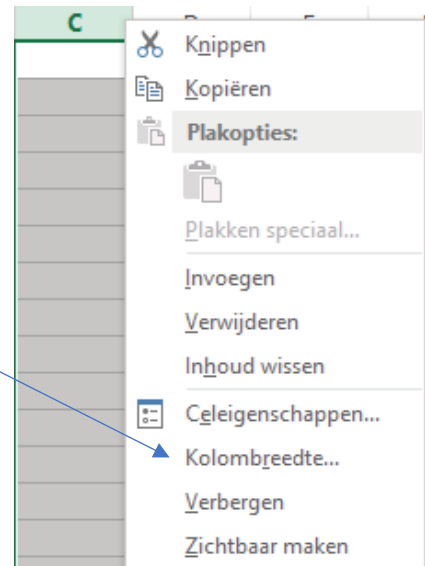 C
Knippen
Kopiëren
Plakopties:
Plakken speciaal...
Invoegen
Verwijderen
Inhoud wissen
Celeigenschappen...
Kolombreedte...
Verbergen
Zichtbaar maken